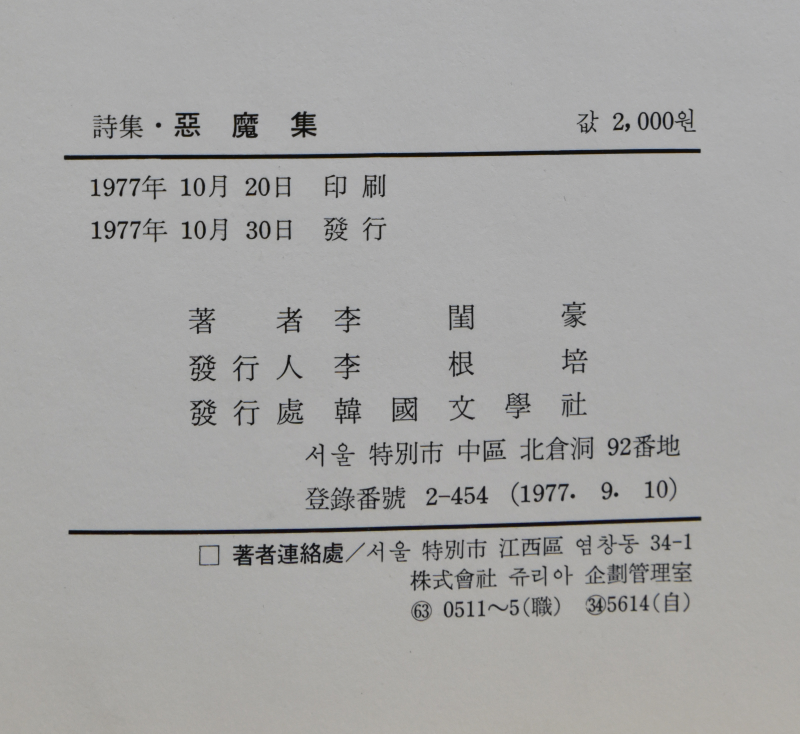 詩集·惡魔集 값 2,000원
1977年 10月 20日 印刷
1977年 10月 30日 發行
著者 李閏豪
發行人 李根培
發行處 韓國文學社
서울 特別市 中區 北倉洞 92番地
登錄番號 2-454 (1977. 9. 10)
□ 著者連絡處/서울 特別市 江西區 염창동 34-1
株式會社 쥬리아 企劃管理室
㊿ 0511～5(職) ㉞5614(自)